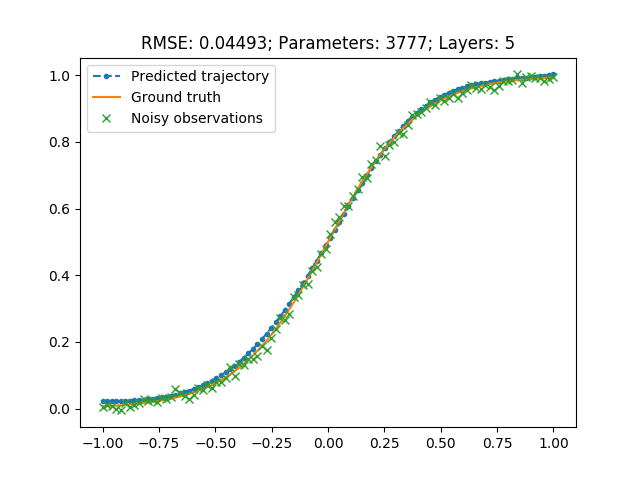 RMSE: 0.04493; Parameters: 3777; Layers: 5
Predicted trajectory
Ground truth
Noisy observations
1.0
0.8
0.6
0.4
0.2
0.0
−1.00 −0.75 −0.50 −0.25 0.00 0.25 0.50 0.75 1.00